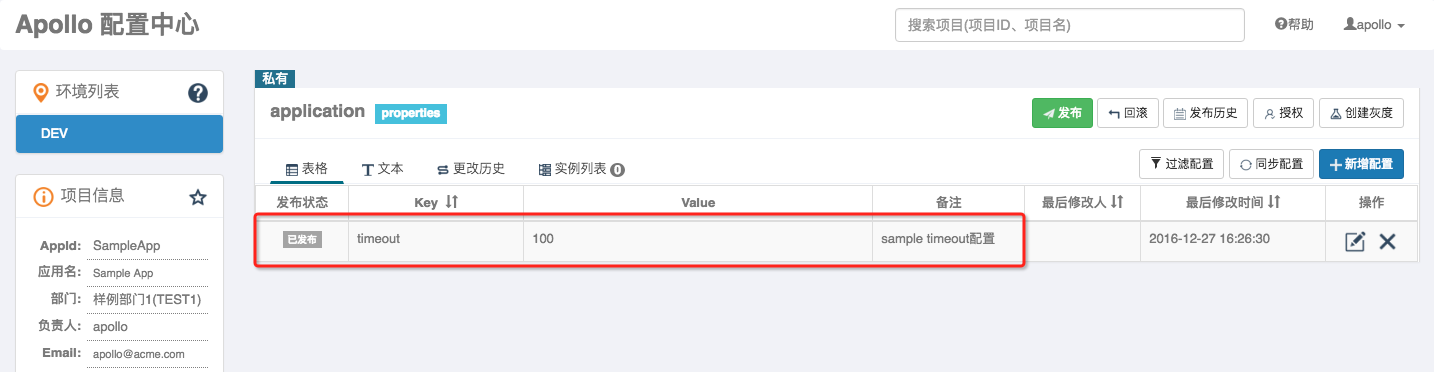 Apollo 配置中心
搜索项目(项目ID、项目名)
帮助
apollo
环境列表
DEV
项目信息
AppId: SampleApp
应用名: Sample App
部门: 样例部门1(TEST1)
负责人: apollo
Email: apollo@acme.com
私有
application properties
发布 回滚 发布历史 授权 创建灰度
表格 文本 更改历史 实例列表 0
过滤配置 同步配置 新增配置
发布状态 Key Value 备注 最后修改人 最后修改时间 操作
已发布 timeout 100 sample timeout配置 2016-12-27 16:26:30